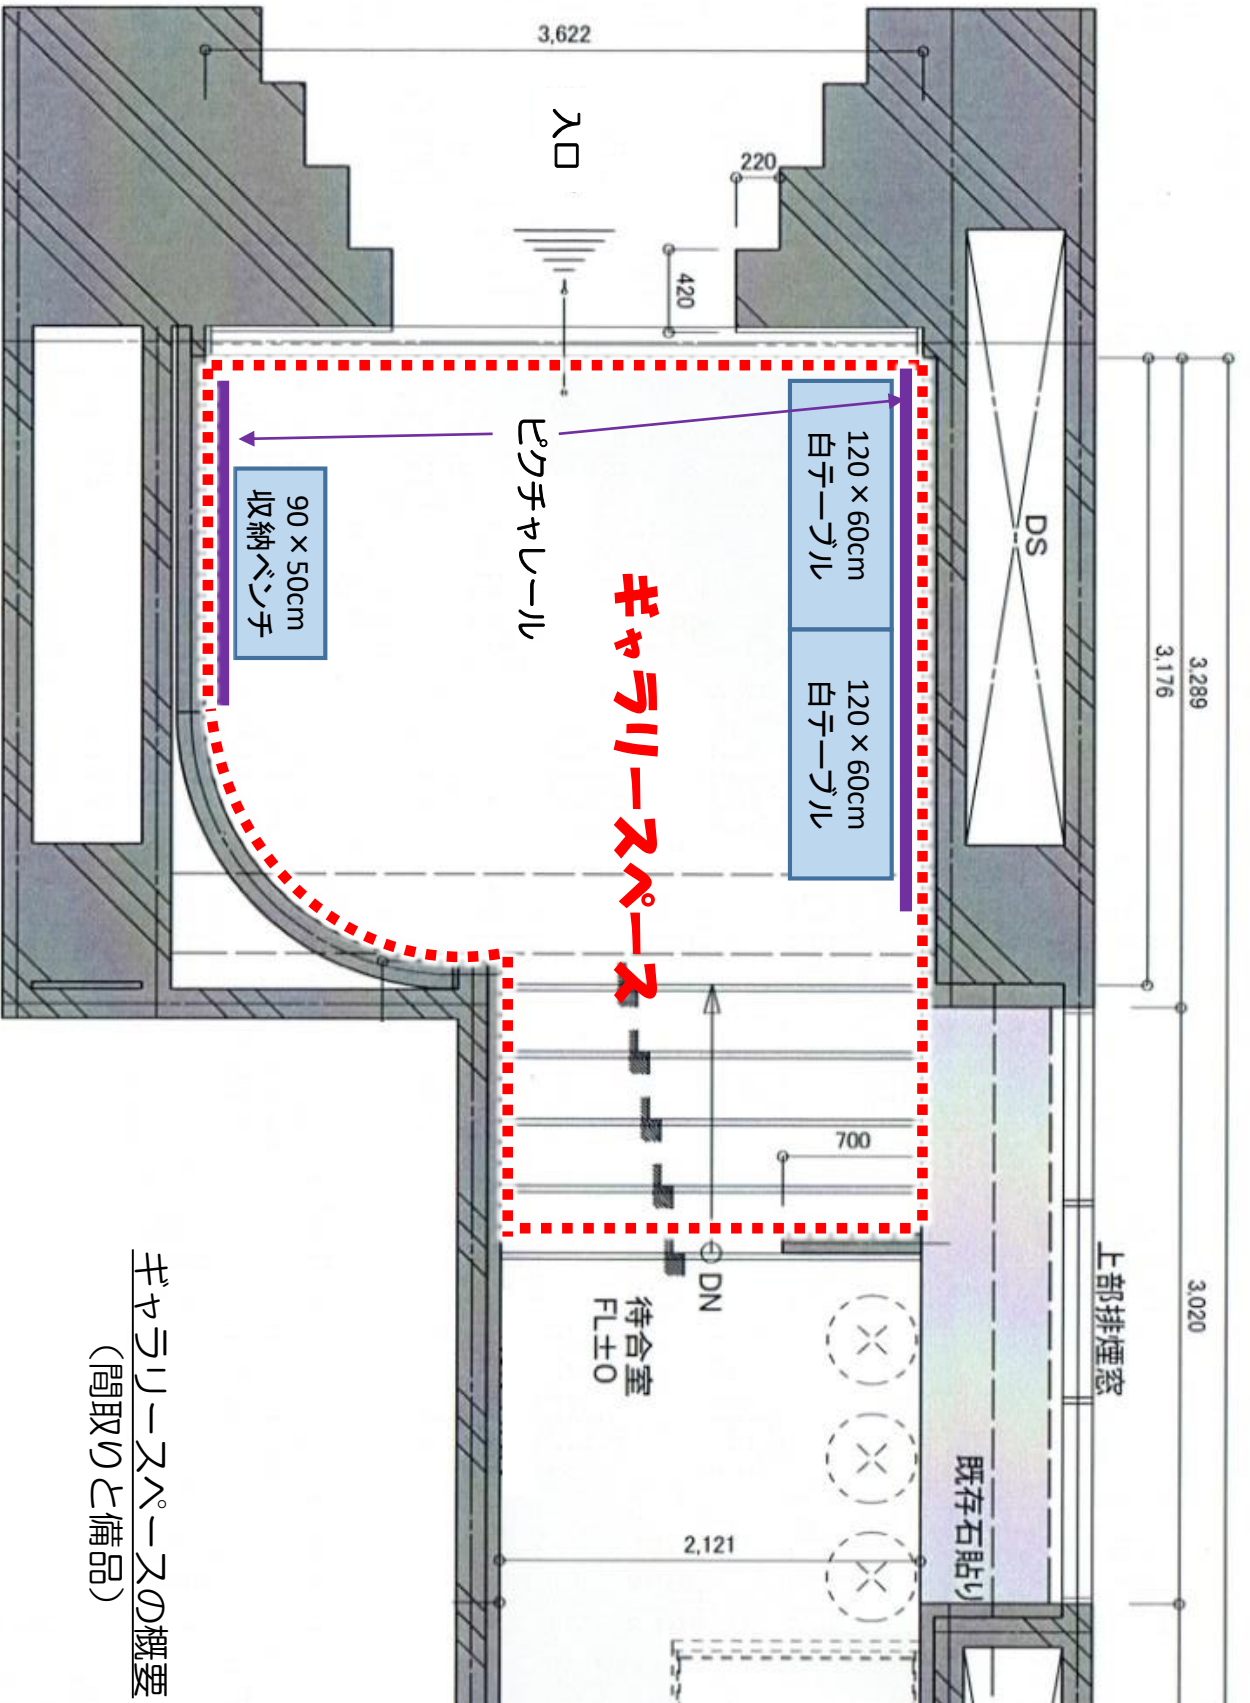 ギャラリースペースの概要
（間取りと備品）
3,622
入口
220
420
DS
3,289
3,176
3,020
120×60cm
白テーブル
120×60cm
白テーブル
ピクチャレール
90×50cm
収納ベンチ
ギャラリースペース
700
DN
待合室
FL±0
上部排煙窓
既存石貼り
2,121